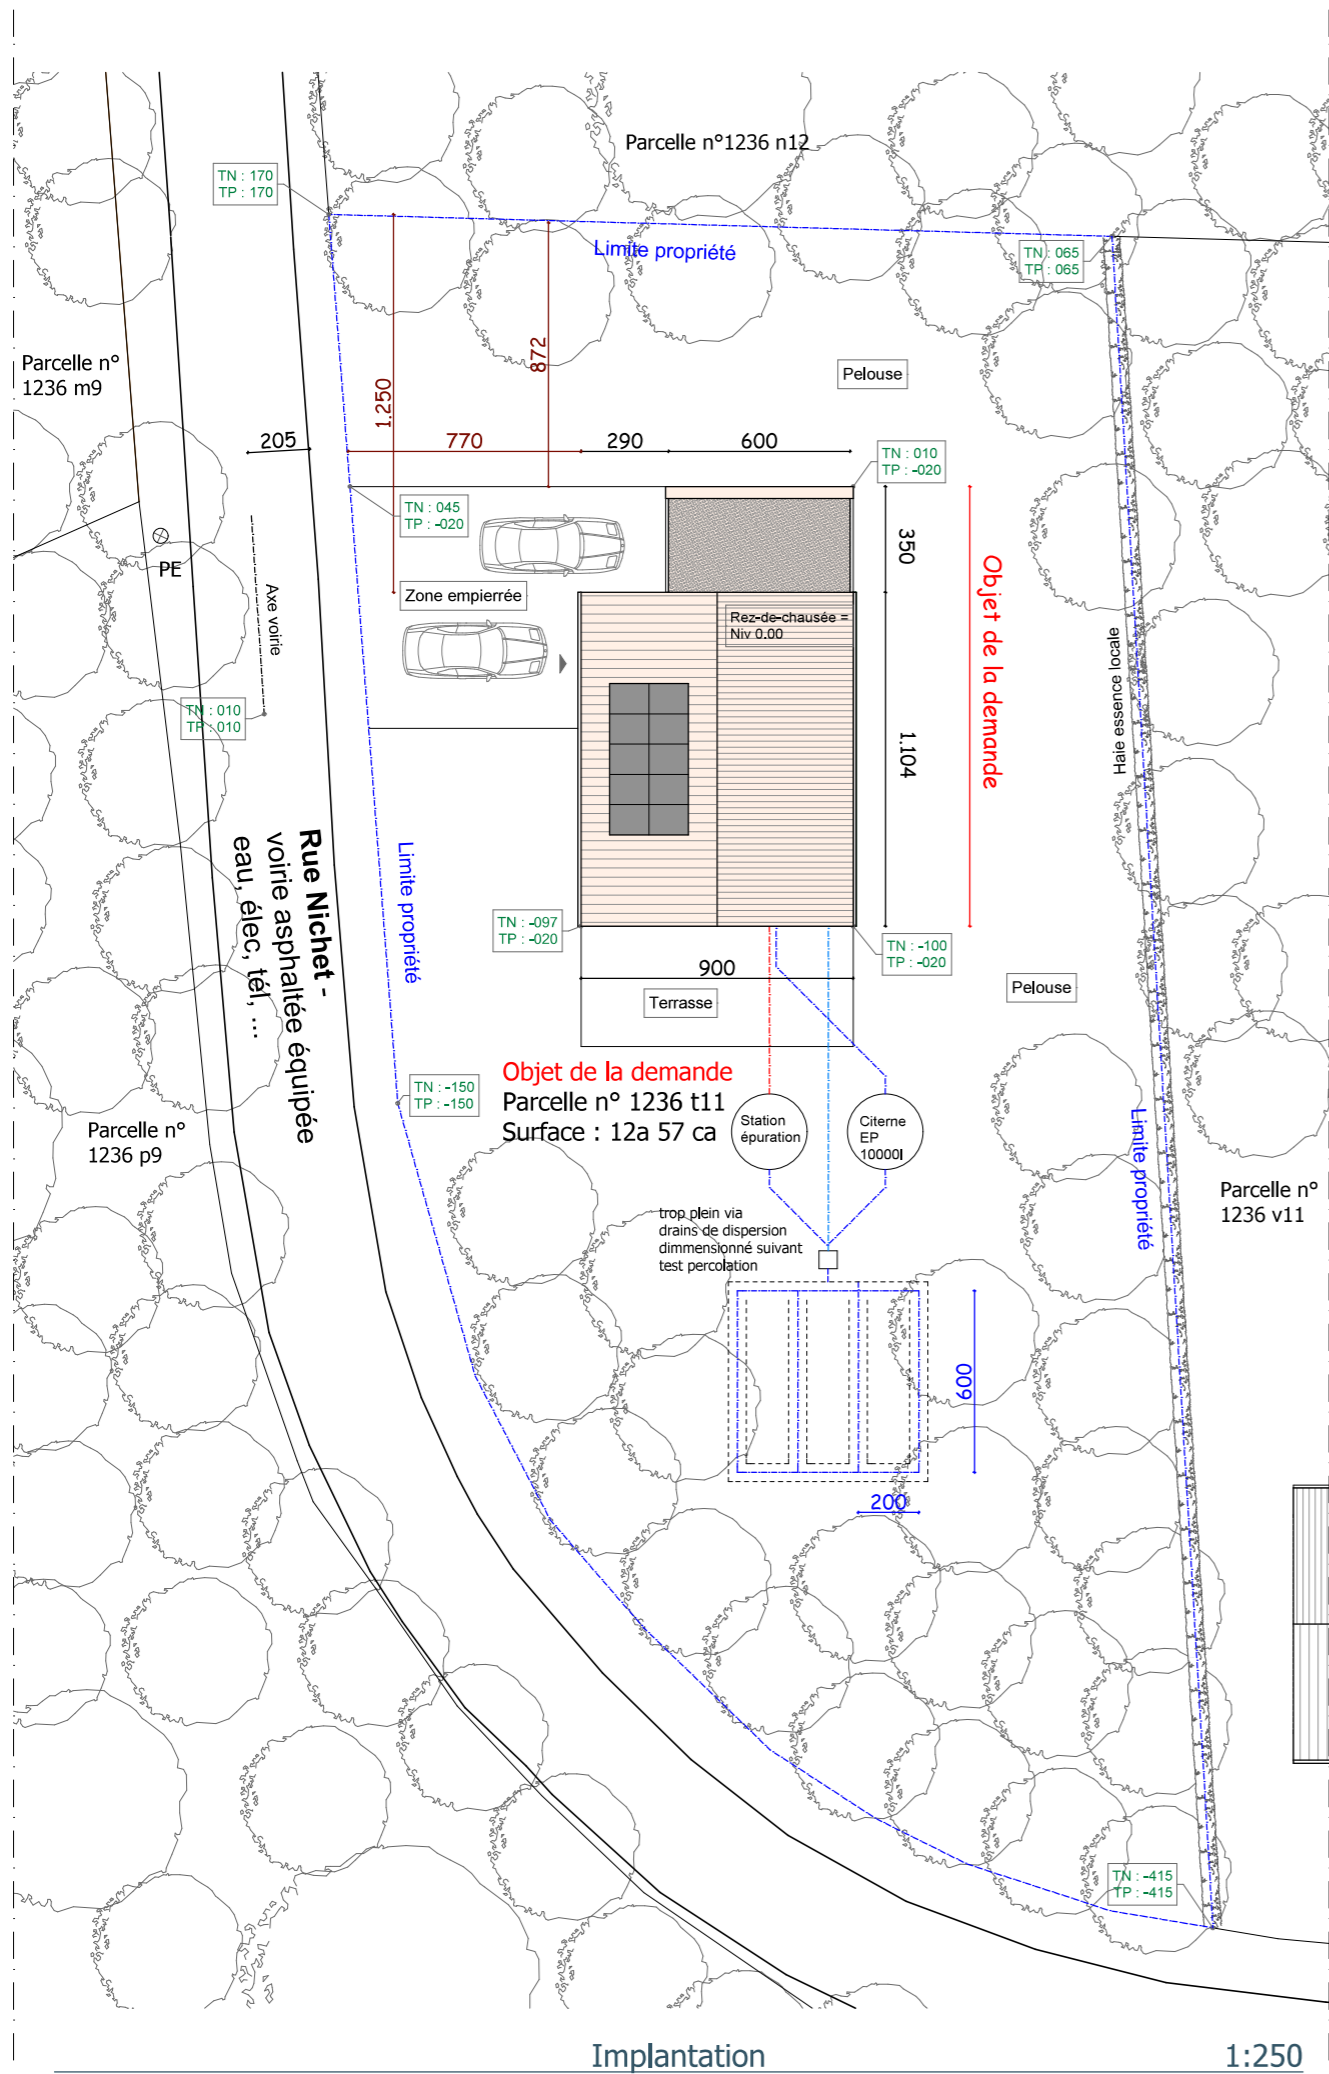 Parcelle n°1236 n12
TN : 170
TP : 170
Limite propriété
TN : 065
TP : 065
Parcelle n°
1236 m9
872
1.250
Pelouse
205
770
290
600
TN : 010
TP : -020
TN : 045
TP : -020
350
PE
Axe voirie
Zone empierrée
Rez-de-chausée =
Niv 0.00
Objet de la demande
Haie essence locale
TN : 010
TP : 010
1.104
Rue Nichet -
voirie asphaltée équipée
eau, élec, tél, ...
Limite propriété
TN : -097
TP : -020
TN : -100
TP : -020
900
Terrasse
Pelouse
Objet de la demande
Parcelle n° 1236 t11
Surface : 12a 57 ca
TN : -150
TP : -150
Station
épuration
Citerne
EP
10000l
Parcelle n°
1236 p9
Limite propriété
Parcelle n°
1236 v11
trop plein via
drains de dispersion
dimmensionné suivant
test percolation
600
200
TN : -415
TP : -415
Implantation
1:250